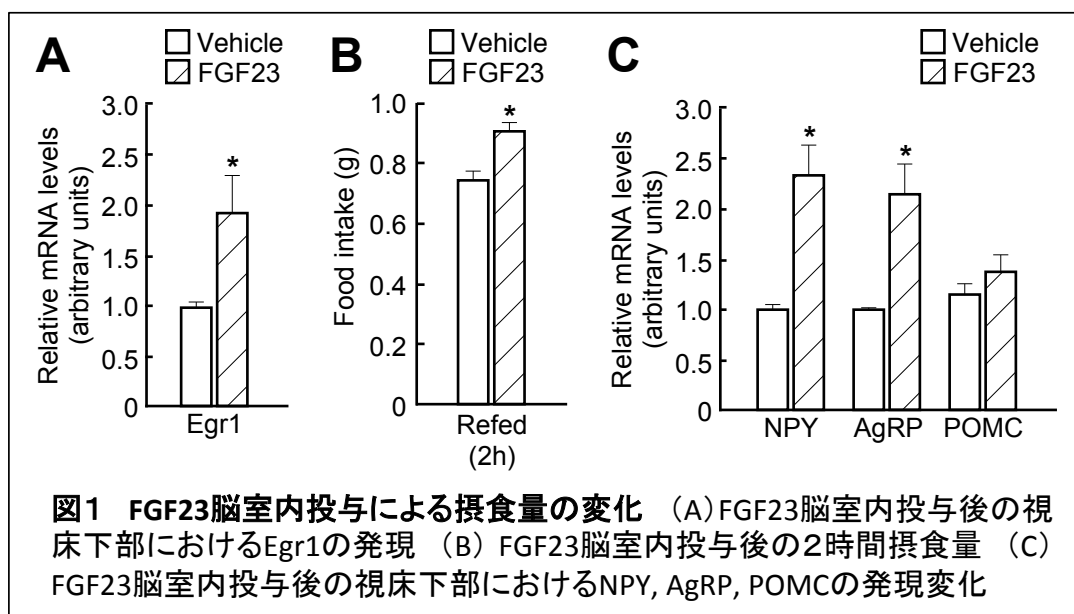 A
Vehicle
FGF23
Relative mRNA levels
(arbitrary units)
3.0
2.5
2.0
1.5
1.0
0.5
0
*
Egr1
B
Vehicle
FGF23
Food intake (g)
1.0
0.8
0.6
0.4
0.2
0
*
Refed
(2h)
C
Vehicle
FGF23
Relative mRNA levels
(arbitrary units)
3.0
2.5
2.0
1.5
1.0
0.5
0
*
*
NPY AgRP POMC
図1 FGF23脳室内投与による摂食量の変化 (A)FGF23脳室内投与後の視
床下部におけるEgr1の発現 (B) FGF23脳室内投与後の2時間摂食量 (C)
FGF23脳室内投与後の視床下部におけるNPY, AgRP, POMCの発現変化